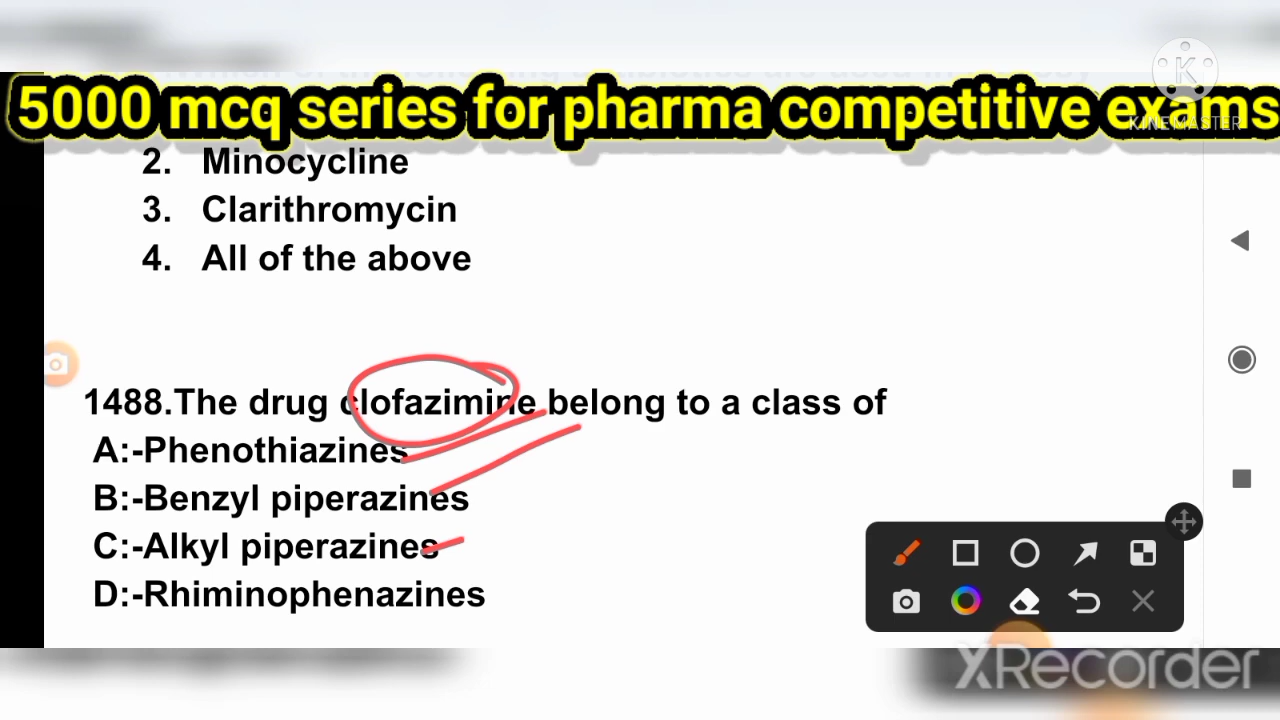 5000 mcq series for pharma competitive exams
KINEMASTER
2. Minocycline
3. Clarithromycin
4. All of the above
1488.The drug clofazimine belong to a class of
A:-Phenothiazines
B:-Benzyl piperazines
C:-Alkyl piperazines
D:-Rhiminophenazines
XRecorder